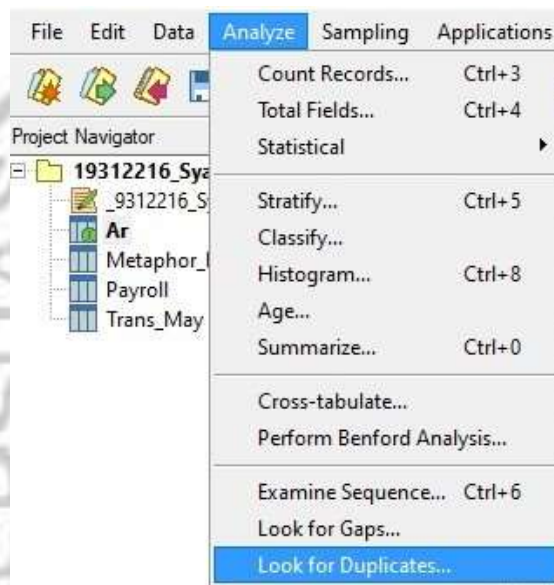 File Edit Data Analyze Sampling Applications
Project Navigator
19312216_Sya
_9312216_S
Ar
Metaphor_
Payroll
Trans_May
Count Records... Ctrl+3
Total Fields... Ctrl+4
Statistical
Stratify... Ctrl+5
Classify...
Histogram... Ctrl+8
Age...
Summarize... Ctrl+0
Cross-tabulate...
Perform Benford Analysis...
Examine Sequence... Ctrl+6
Look for Gaps...
Look for Duplicates...